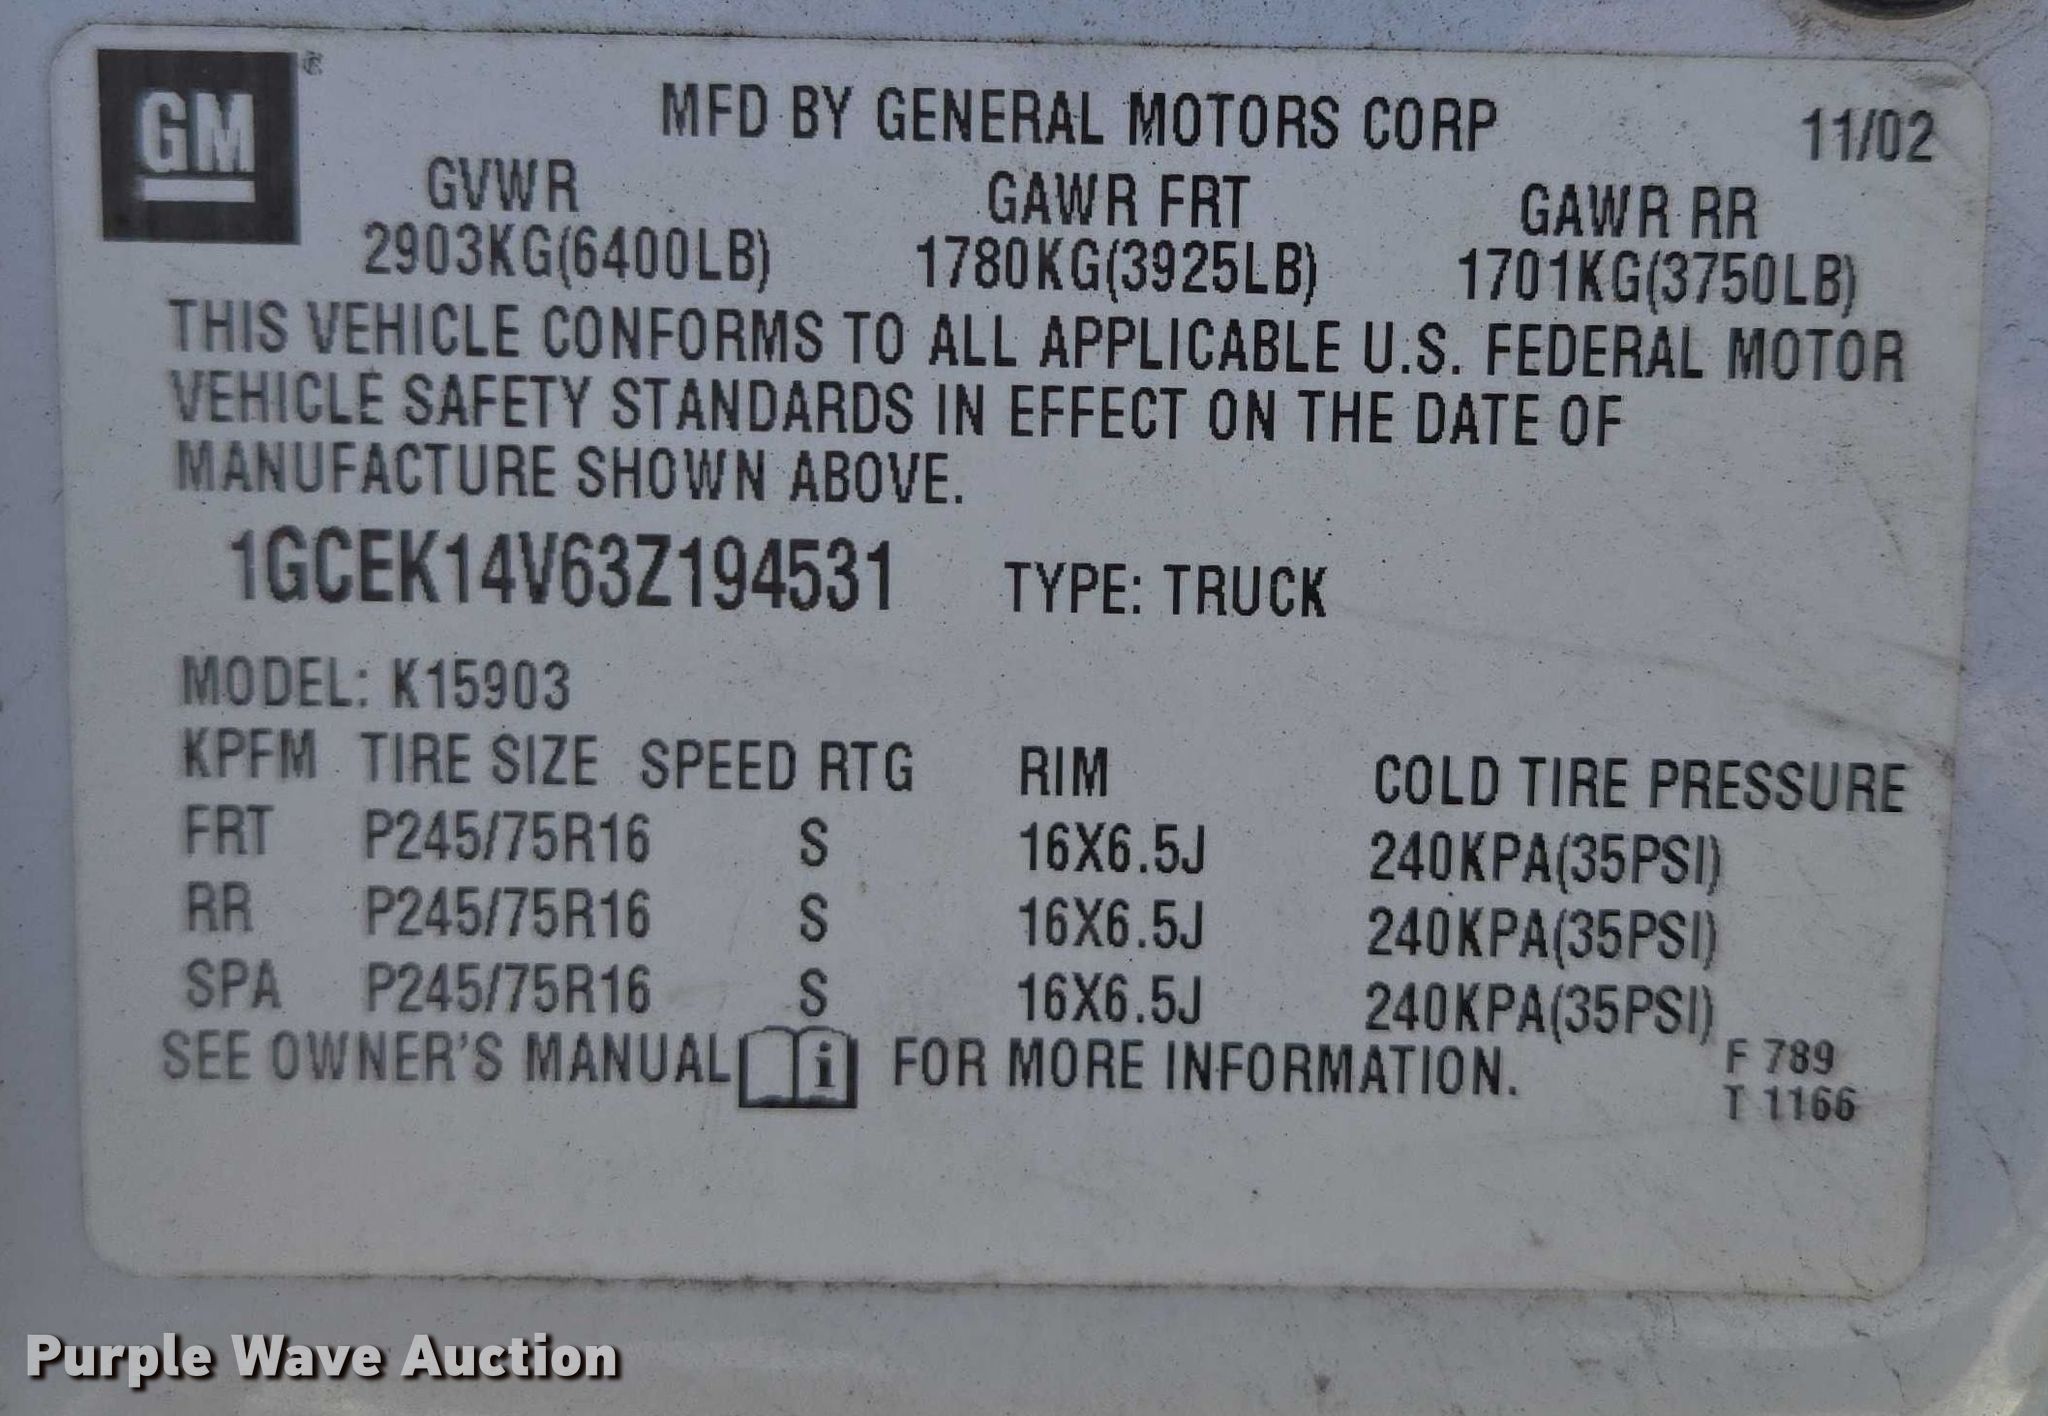 GM
MFD BY GENERAL MOTORS CORP 11/02
GVWR GAWR FRT GAWR RR
2903KG(6400LB) 1780KG(3925LB) 1701KG(3750LB)
THIS VEHICLE CONFORMS TO ALL APPLICABLE U.S. FEDERAL MOTOR
VEHICLE SAFETY STANDARDS IN EFFECT ON THE DATE OF
MANUFACTURE SHOWN ABOVE.
1GCEK14V63Z194531 TYPE: TRUCK
MODEL: K15903
KPFM TIRE SIZE SPEED RTG RIM COLD TIRE PRESSURE
FRT P245/75R16 S 16X6.5J 240KPA(35PSI)
RR P245/75R16 S 16X6.5J 240KPA(35PSI)
SPA P245/75R16 S 16X6.5J 240KPA(35PSI)
SEE OWNER'S MANUAL i FOR MORE INFORMATION.
F 789
T 1166
Purple Wave Auction